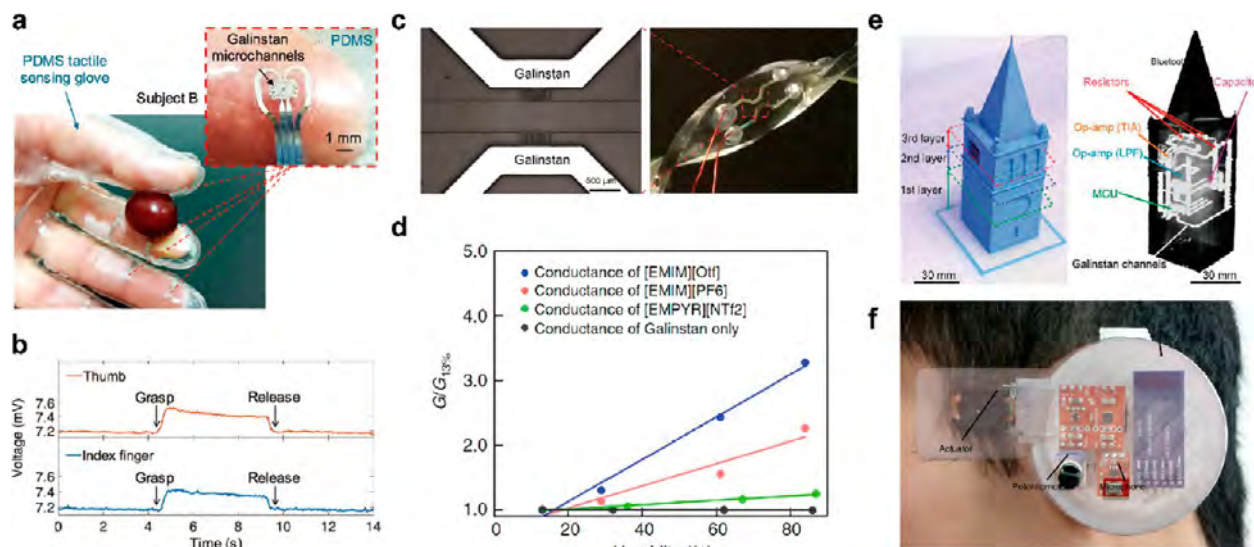 a
PDMS tactile
sensing glove
Subject B
Galinstan
microchannels
PDMS
1 mm
b
Voltage (mV)
7.6
7.4
7.2
7.6
7.4
7.2
Thumb
Grasp
Release
Index finger
Grasp
Release
0
2
4
6
8
10
12
14
Time (s)
c
Galinstan
Galinstan
500 µm
d
G/G13%
5.0
4.0
3.0
2.0
1.0
Conductance of [EMIM][Otf]
Conductance of [EMIM][PF6]
Conductance of [EMPYR][NTf2]
Conductance of Galinstan only
0
20
40
60
80
e
3rd layer
2nd layer
1st layer
30 mm
Resistors
Op-amp (TIA)
Op-amp (LPF)
MCU
Galinstan channels
30 mm
f
Actuator